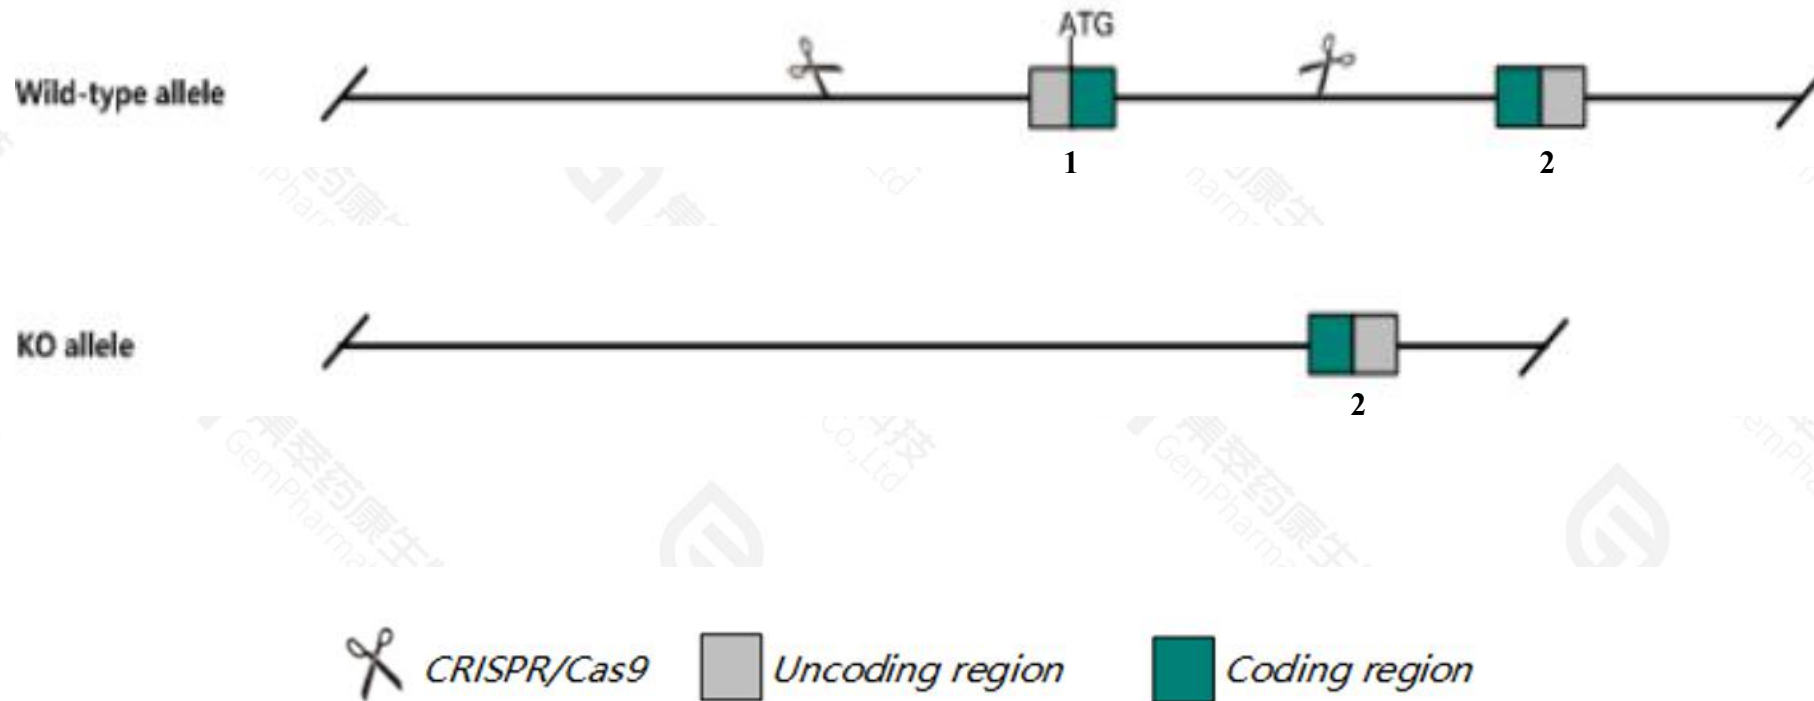 ATG
Wild-type allele
1
2
KO allele
2
CRISPR/Cas9
Uncoding region
Coding region